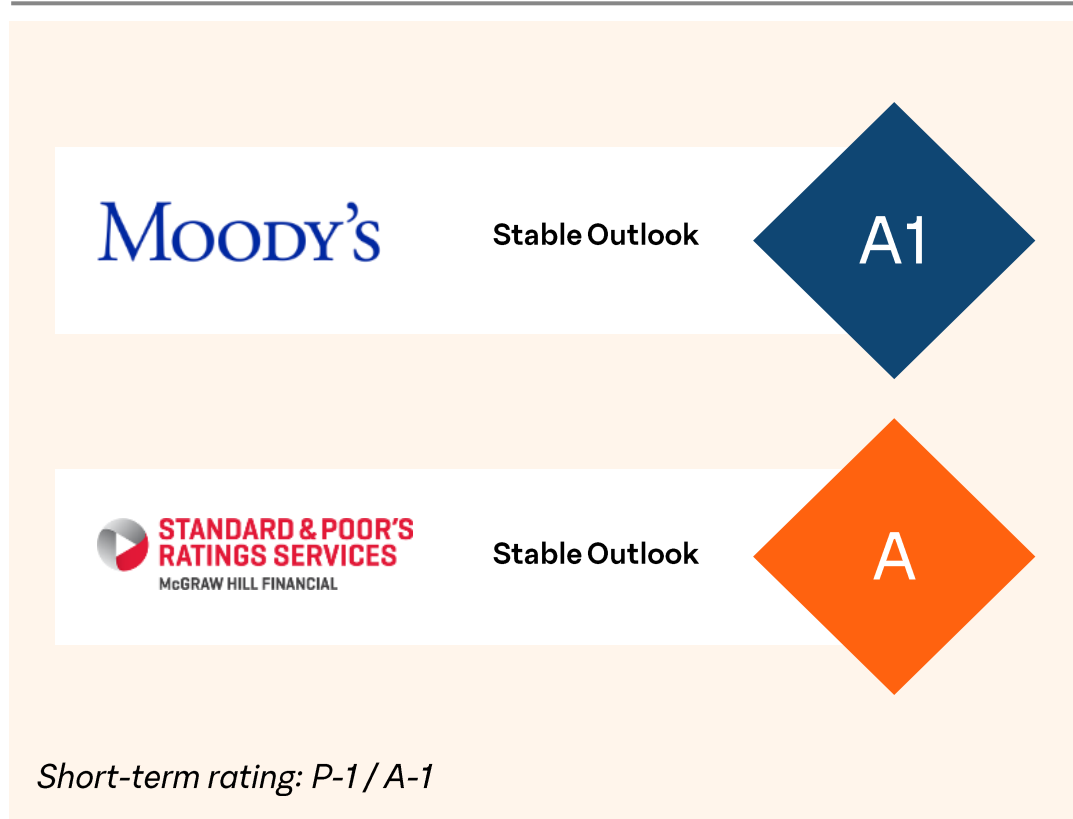 MOODY'S
Stable Outlook
A1
STANDARD & POOR'S
RATINGS SERVICES
McGRAW HILL FINANCIAL
Stable Outlook
A
Short-term rating: P-1 / A-1